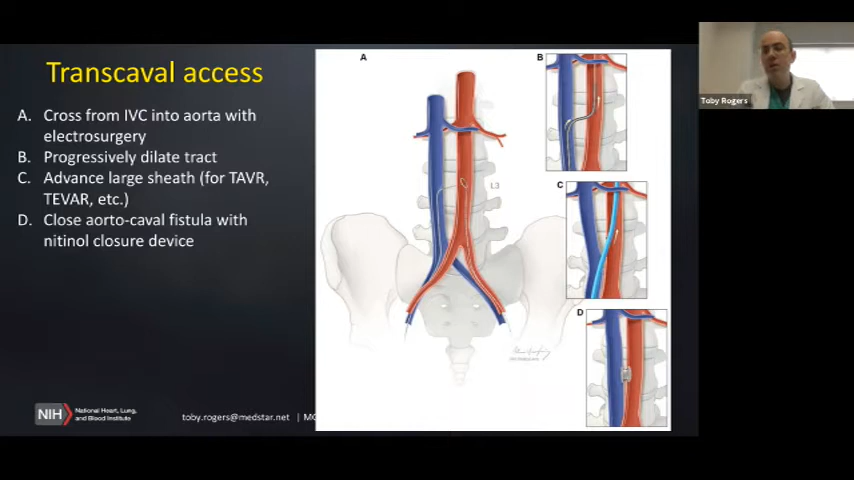 Transcaval access
A. Cross from IVC into aorta with
electrosurgery
B. Progressively dilate tract
C. Advance large sheath (for TAVR,
TEVAR, etc.)
D. Close aorto-caval fistula with
nitinol closure device
A
L3
B
C
D
NIH
National Heart, Lung,
and Blood Institute
toby.rogers@medstar.net | M
Toby Rogers